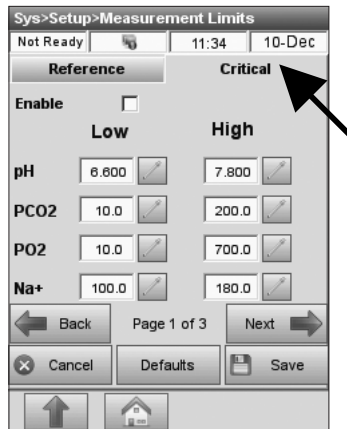 Sys>Setup>Measurement Limits
Not Ready 11:34 10-Dec
Reference Critical
Enable
Low High
pH 6.600 7.800
PCO2 10.0 200.0
PO2 10.0 700.0
Na+ 100.0 180.0
Back Page 1 of 3 Next
Cancel Defaults Save